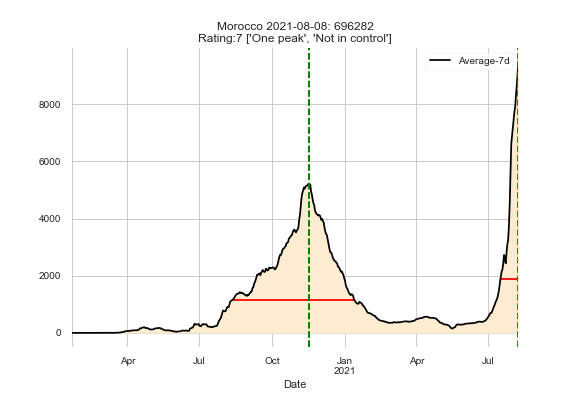 Morocco 2021-08-08: 696282
Rating:7 ['One peak', 'Not in control']
Average-7d
8000
6000
4000
2000
0
Apr
Jul
Oct
Jan
2021
Apr
Jul
Date